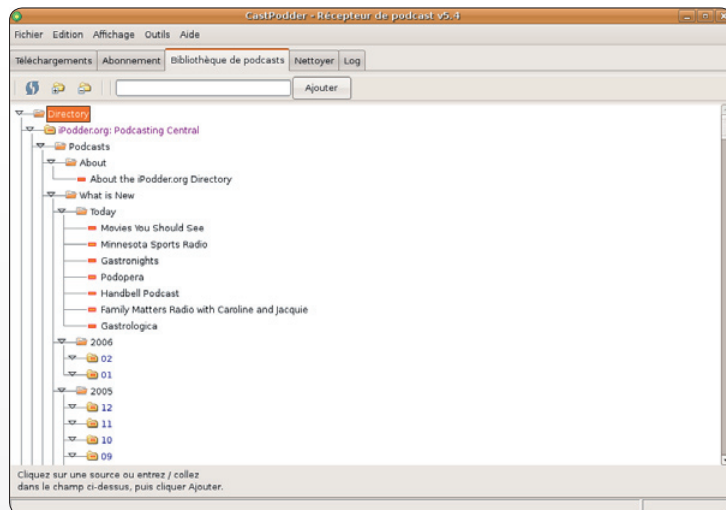 CastPodder - Récepteur de podcast v5.4
Fichier Edition Affichage Outils Aide
Téléchargements Abonnement Bibliothèque de podcasts Nettoyer Log
Ajouter
Directory
iPodder.org: Podcasting Central
Podcasts
About
About the iPodder.org Directory
What is New
Today
Movies You Should See
Minnesota Sports Radio
Gastronights
Podopera
Handbell Podcast
Family Matters Radio with Caroline and Jacquie
Gastrologica
2006
02
01
2005
12
11
10
09
Cliquez sur une source ou entrez / collez
dans le champ ci-dessus, puis cliquer Ajouter.